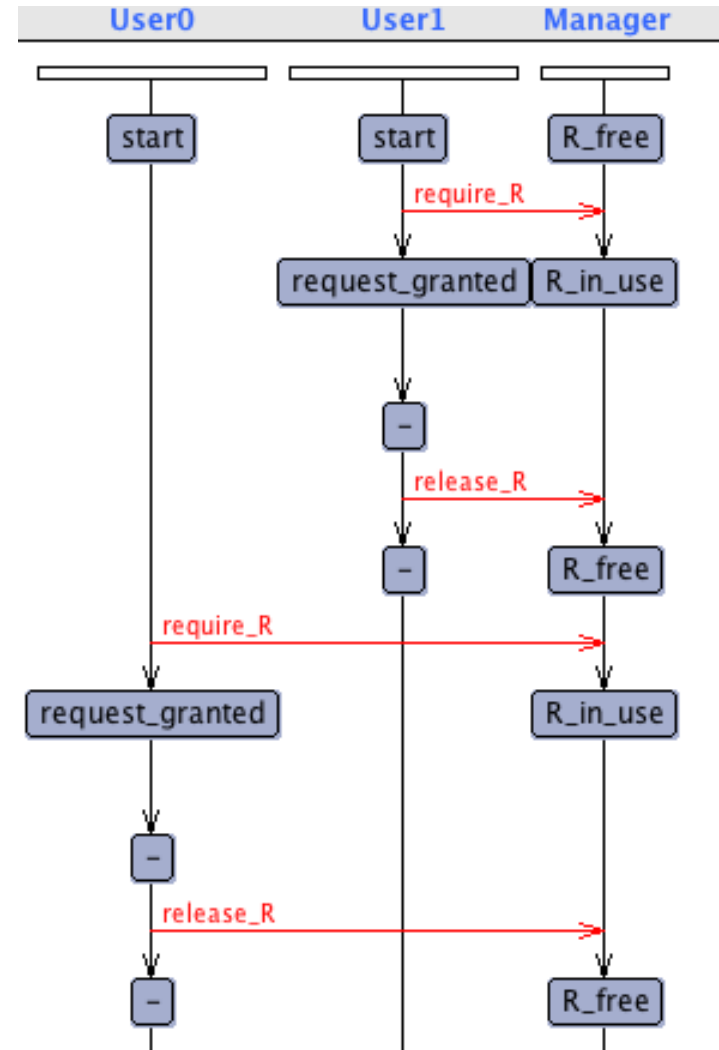 User0 User1 Manager
start start R_free
require_R
request_granted R_in_use
-
release_R
- R_free
require_R
request_granted R_in_use
-
release_R
- R_free